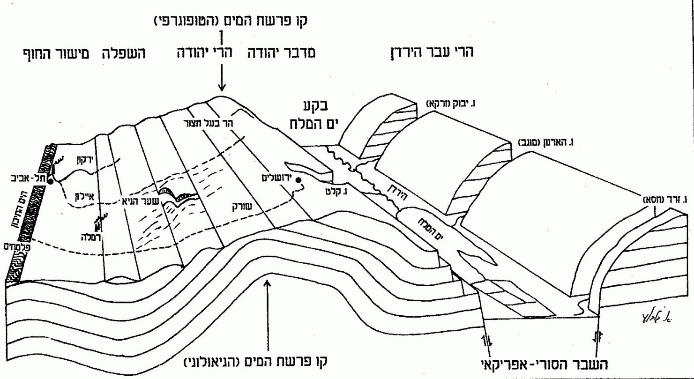 קו פרשת המים (הטופוגרפי)
מישור החוף
השפלה
הרי יהודה
מדבר יהודה
הרי עבר הירדן
בקע
ים המלח
נ. יבוק (זרקא)
נ. הארנון (מוג׳ב)
נ. זרד (חסא)
הר בעל חצור
ירקון
תל-אביב
איילון
שער הגיא
ירושלים
נ. קלט
הירדן
ים המלח
שורק
רמלה
הים התיכון
פלמחים
קו פרשת המים (הגיאולוגי)
השבר הסורי-אפריקאי